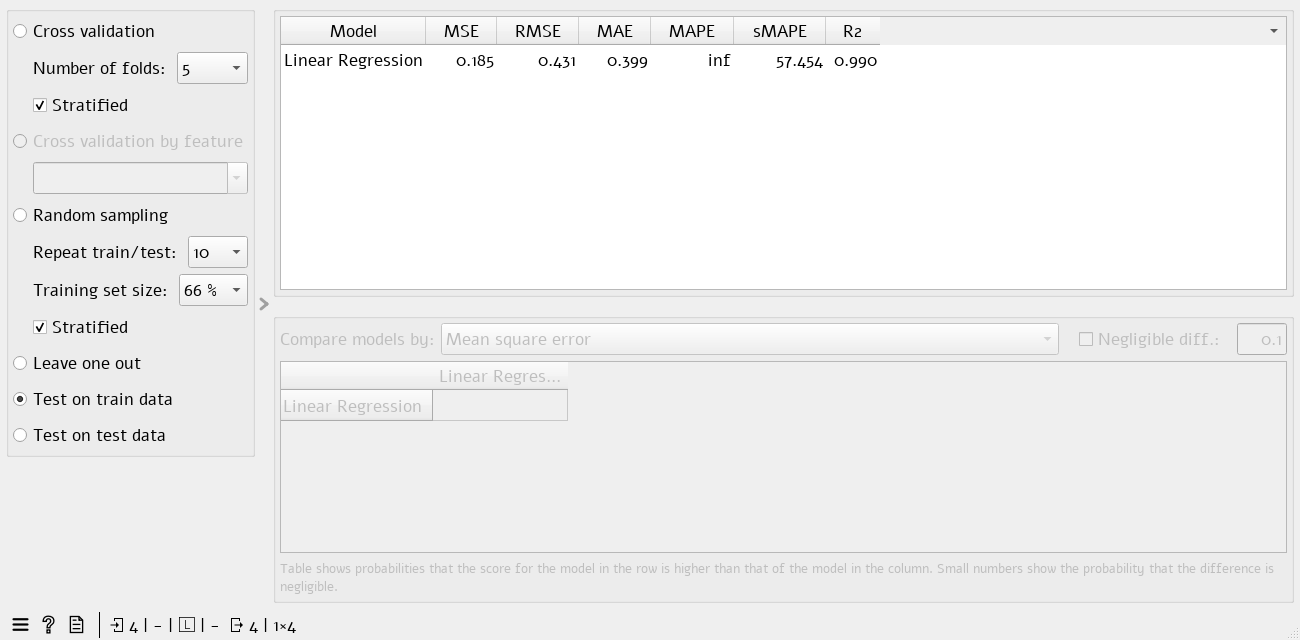 Cross validation
Number of folds: 5
Stratified
Cross validation by feature
Random sampling
Repeat train/test: 10
Training set size: 66 %
Stratified
Leave one out
Test on train data
Test on test data
Model MSE RMSE MAE MAPE sMAPE R2
Linear Regression 0.185 0.431 0.399 inf 57.454 0.990
Compare models by: Mean square error Negligible diff.: 0.1
Linear Regres...
Linear Regression
Table shows probabilities that the score for the model in the row is higher than that of the model in the column. Small numbers show the probability that the difference is
negligible.
4 | - | L | - 4 | 1×4